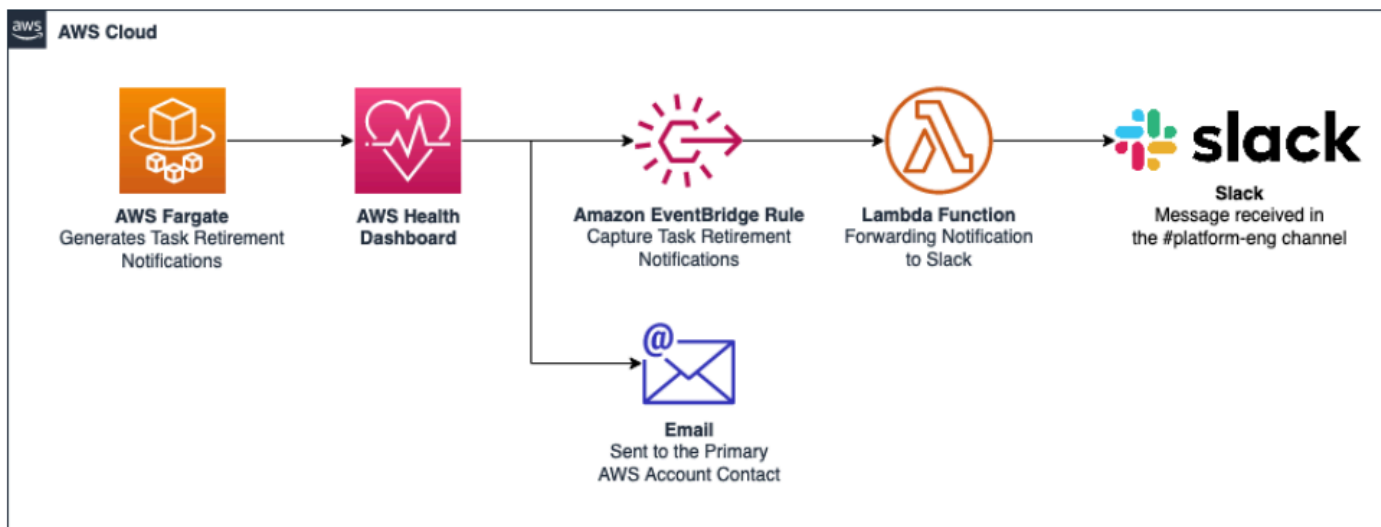 aws
AWS Cloud
AWS Fargate
Generates Task Retirement
Notifications
AWS Health
Dashboard
Amazon EventBridge Rule
Capture Task Retirement
Notifications
Lambda Function
Forwarding Notification
to Slack
slack
Slack
Message received in
the #platform-eng channel
@
Email
Sent to the Primary
AWS Account Contact